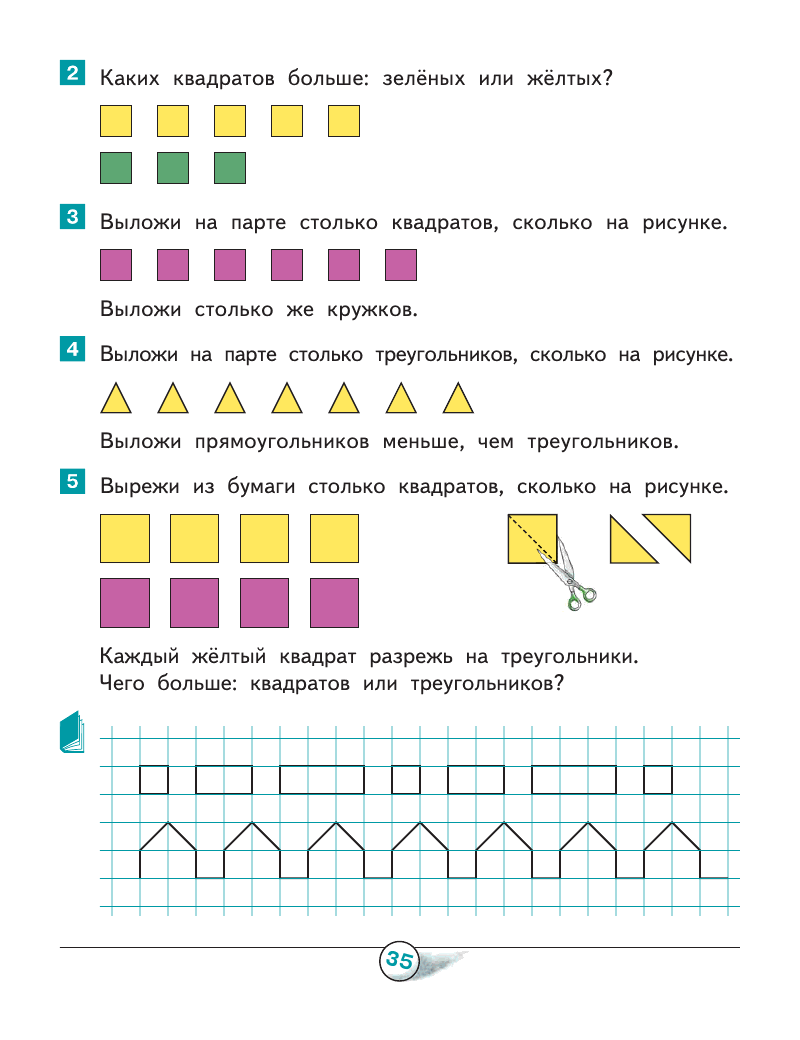 2 Каких квадратов больше: зелёных или жёлтых?
3 Выложи на парте столько квадратов, сколько на рисунке.
Выложи столько же кружков.
4 Выложи на парте столько треугольников, сколько на рисунке.
Выложи прямоугольников меньше, чем треугольников.
5 Вырежи из бумаги столько квадратов, сколько на рисунке.
Каждый жёлтый квадрат разрежь на треугольники.
Чего больше: квадратов или треугольников?
35